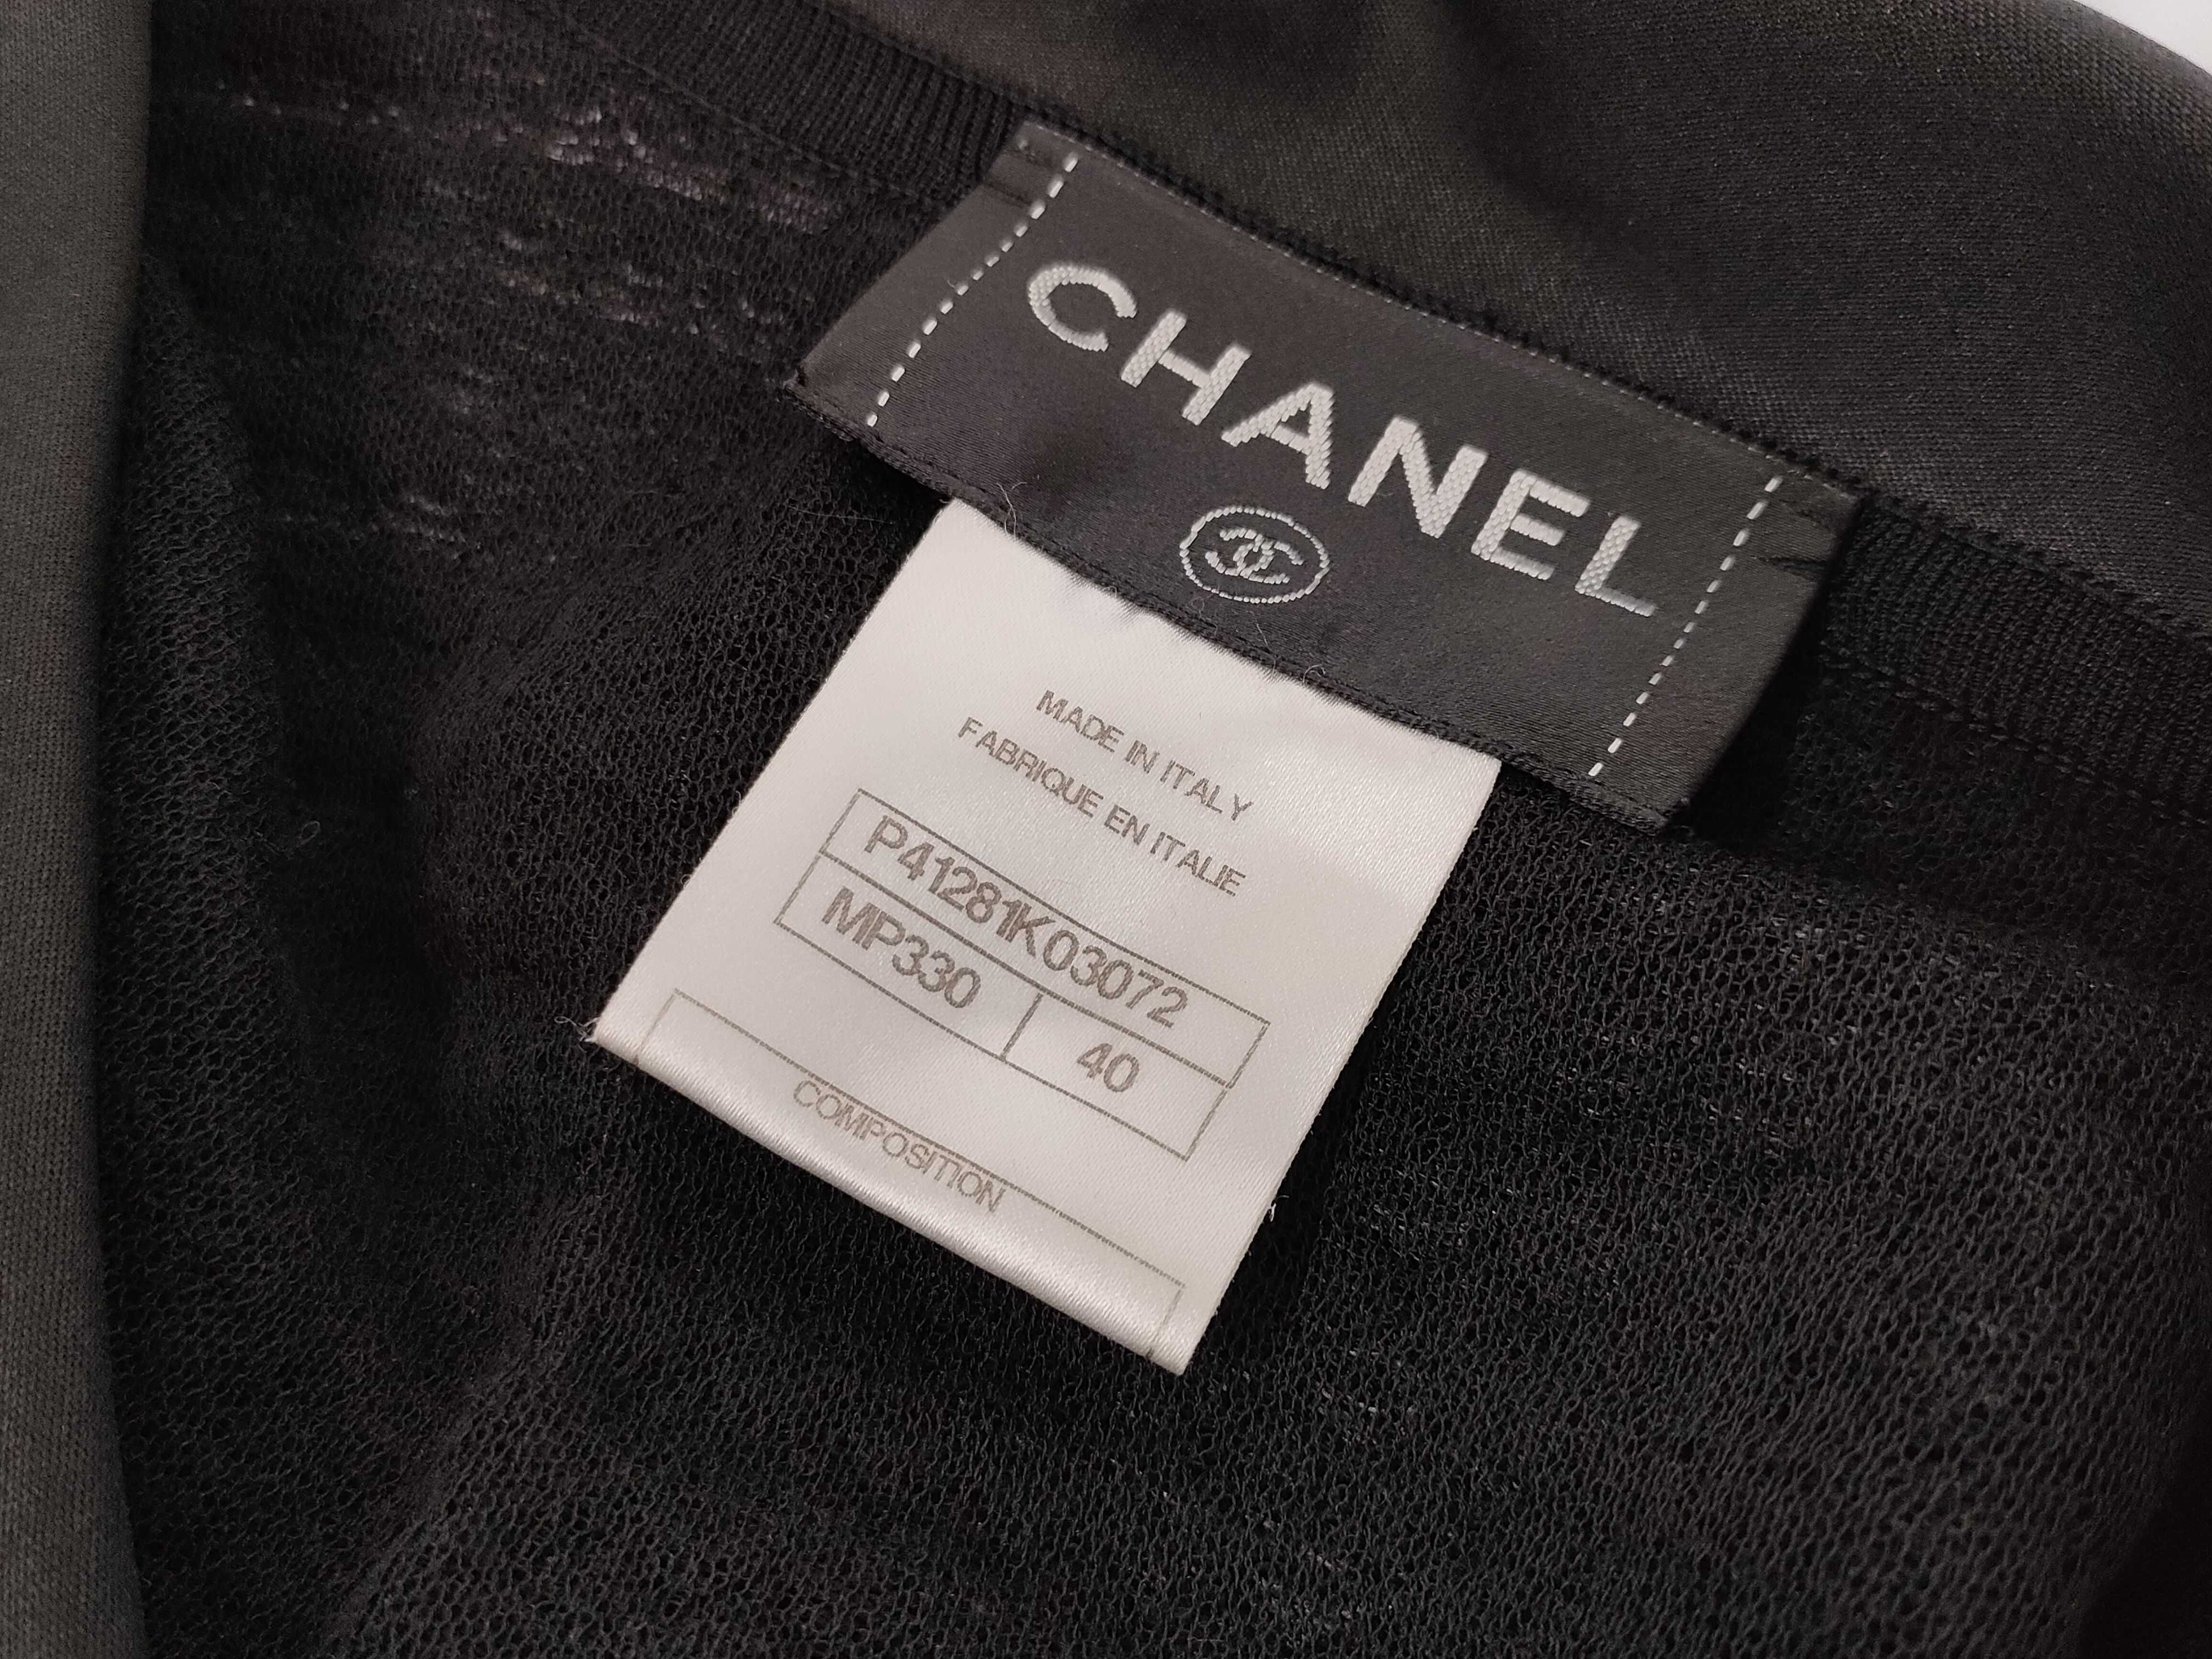 CHANEL
MADE IN ITALY
FABRIQUE EN ITALIE
P41281K03072
MP330 40
COMPOSITION